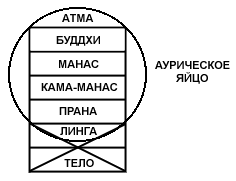 АТМА
БУДДХИ
МАНАС
КАМА-МАНАС
ПРАНА
ЛИНГА
ТЕЛО
АУРИЧЕСКОЕ
ЯЙЦО